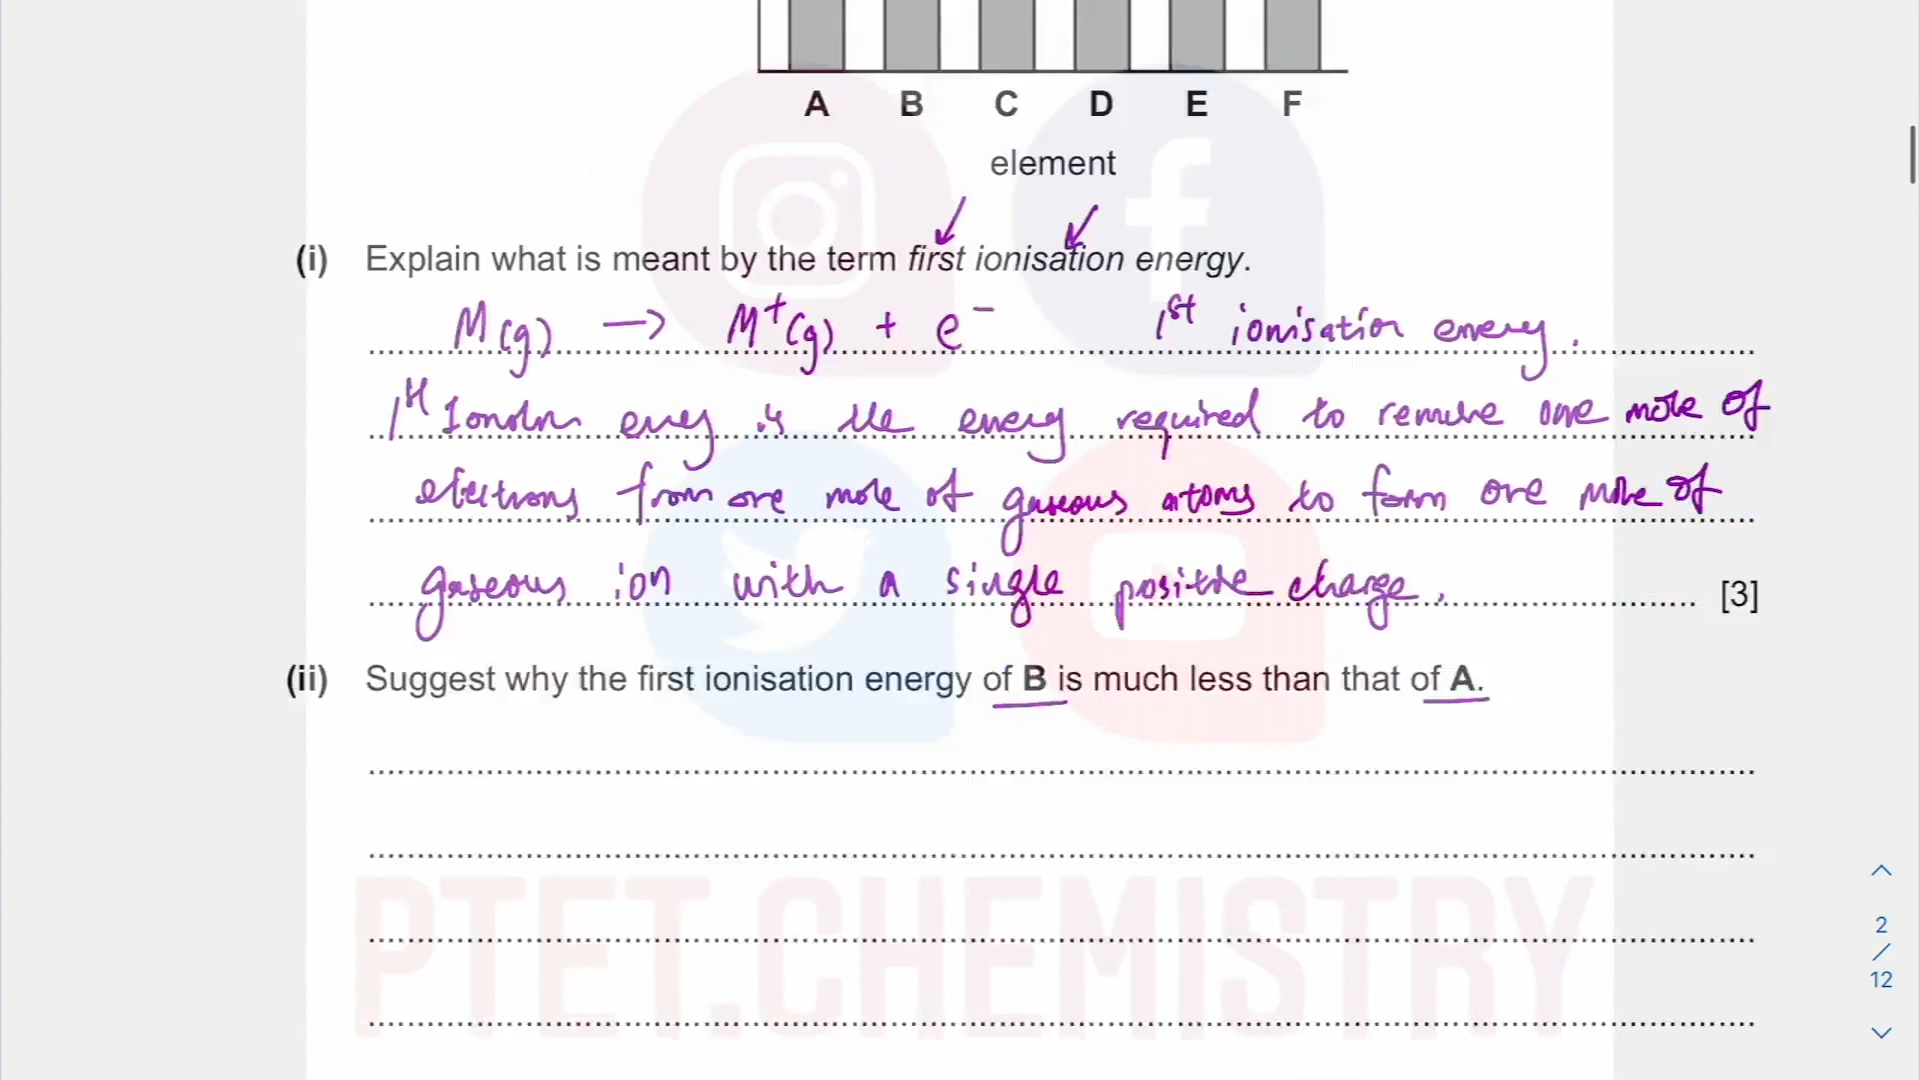 A B C D E F
element
(i) Explain what is meant by the term first ionisation energy.
M(g) → M⁺(g) + e⁻ 1st ionisation energy.
1st energy is the energy required to remove one mole of
electrons from one mole of gaseous atoms to form one mole of
gaseous ion with a single positive charge. [3]
(ii) Suggest why the first ionisation energy of B is much less than that of A.
PTET.CHEMISTRY
2
/
12